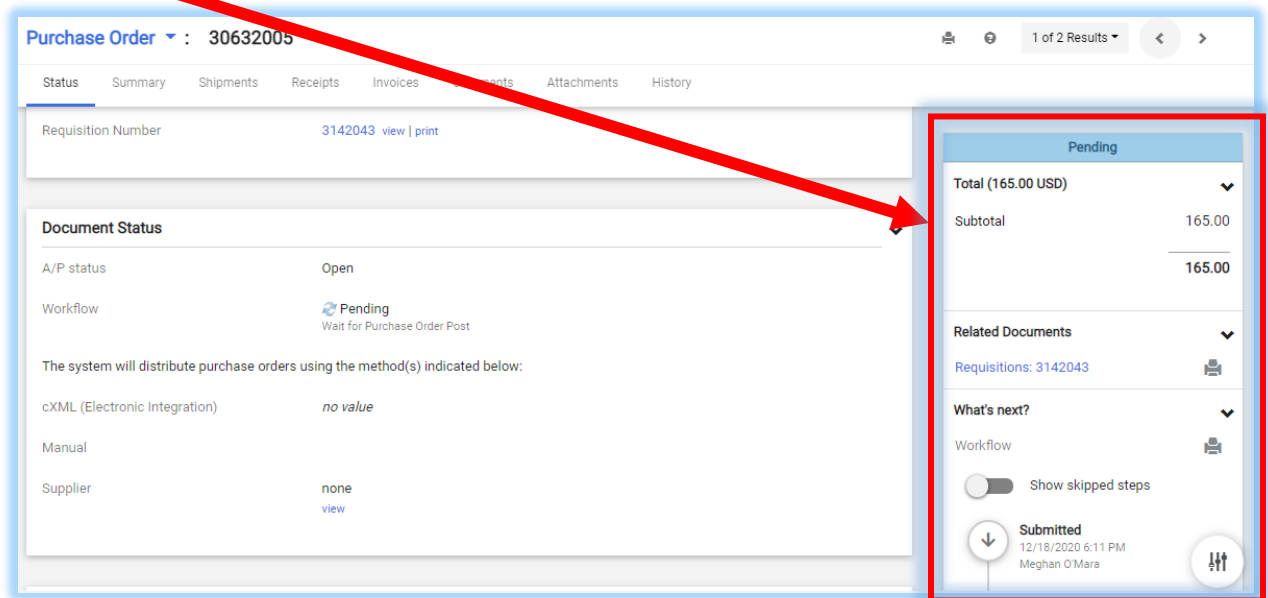 Purchase Order : 30632005
1 of 2 Results
Status Summary Shipments Receipts Invoices Attachments History
Requisition Number 3142043 view | print
Document Status
A/P status Open
Workflow Pending
Wait for Purchase Order Post
The system will distribute purchase orders using the method(s) indicated below:
cXML (Electronic Integration) no value
Manual
Supplier none
view
Pending
Total (165.00 USD)
Subtotal 165.00
165.00
Related Documents
Requisitions: 3142043
What's next?
Workflow
Show skipped steps
Submitted
12/18/2020 6:11 PM
Meghan O'Mara